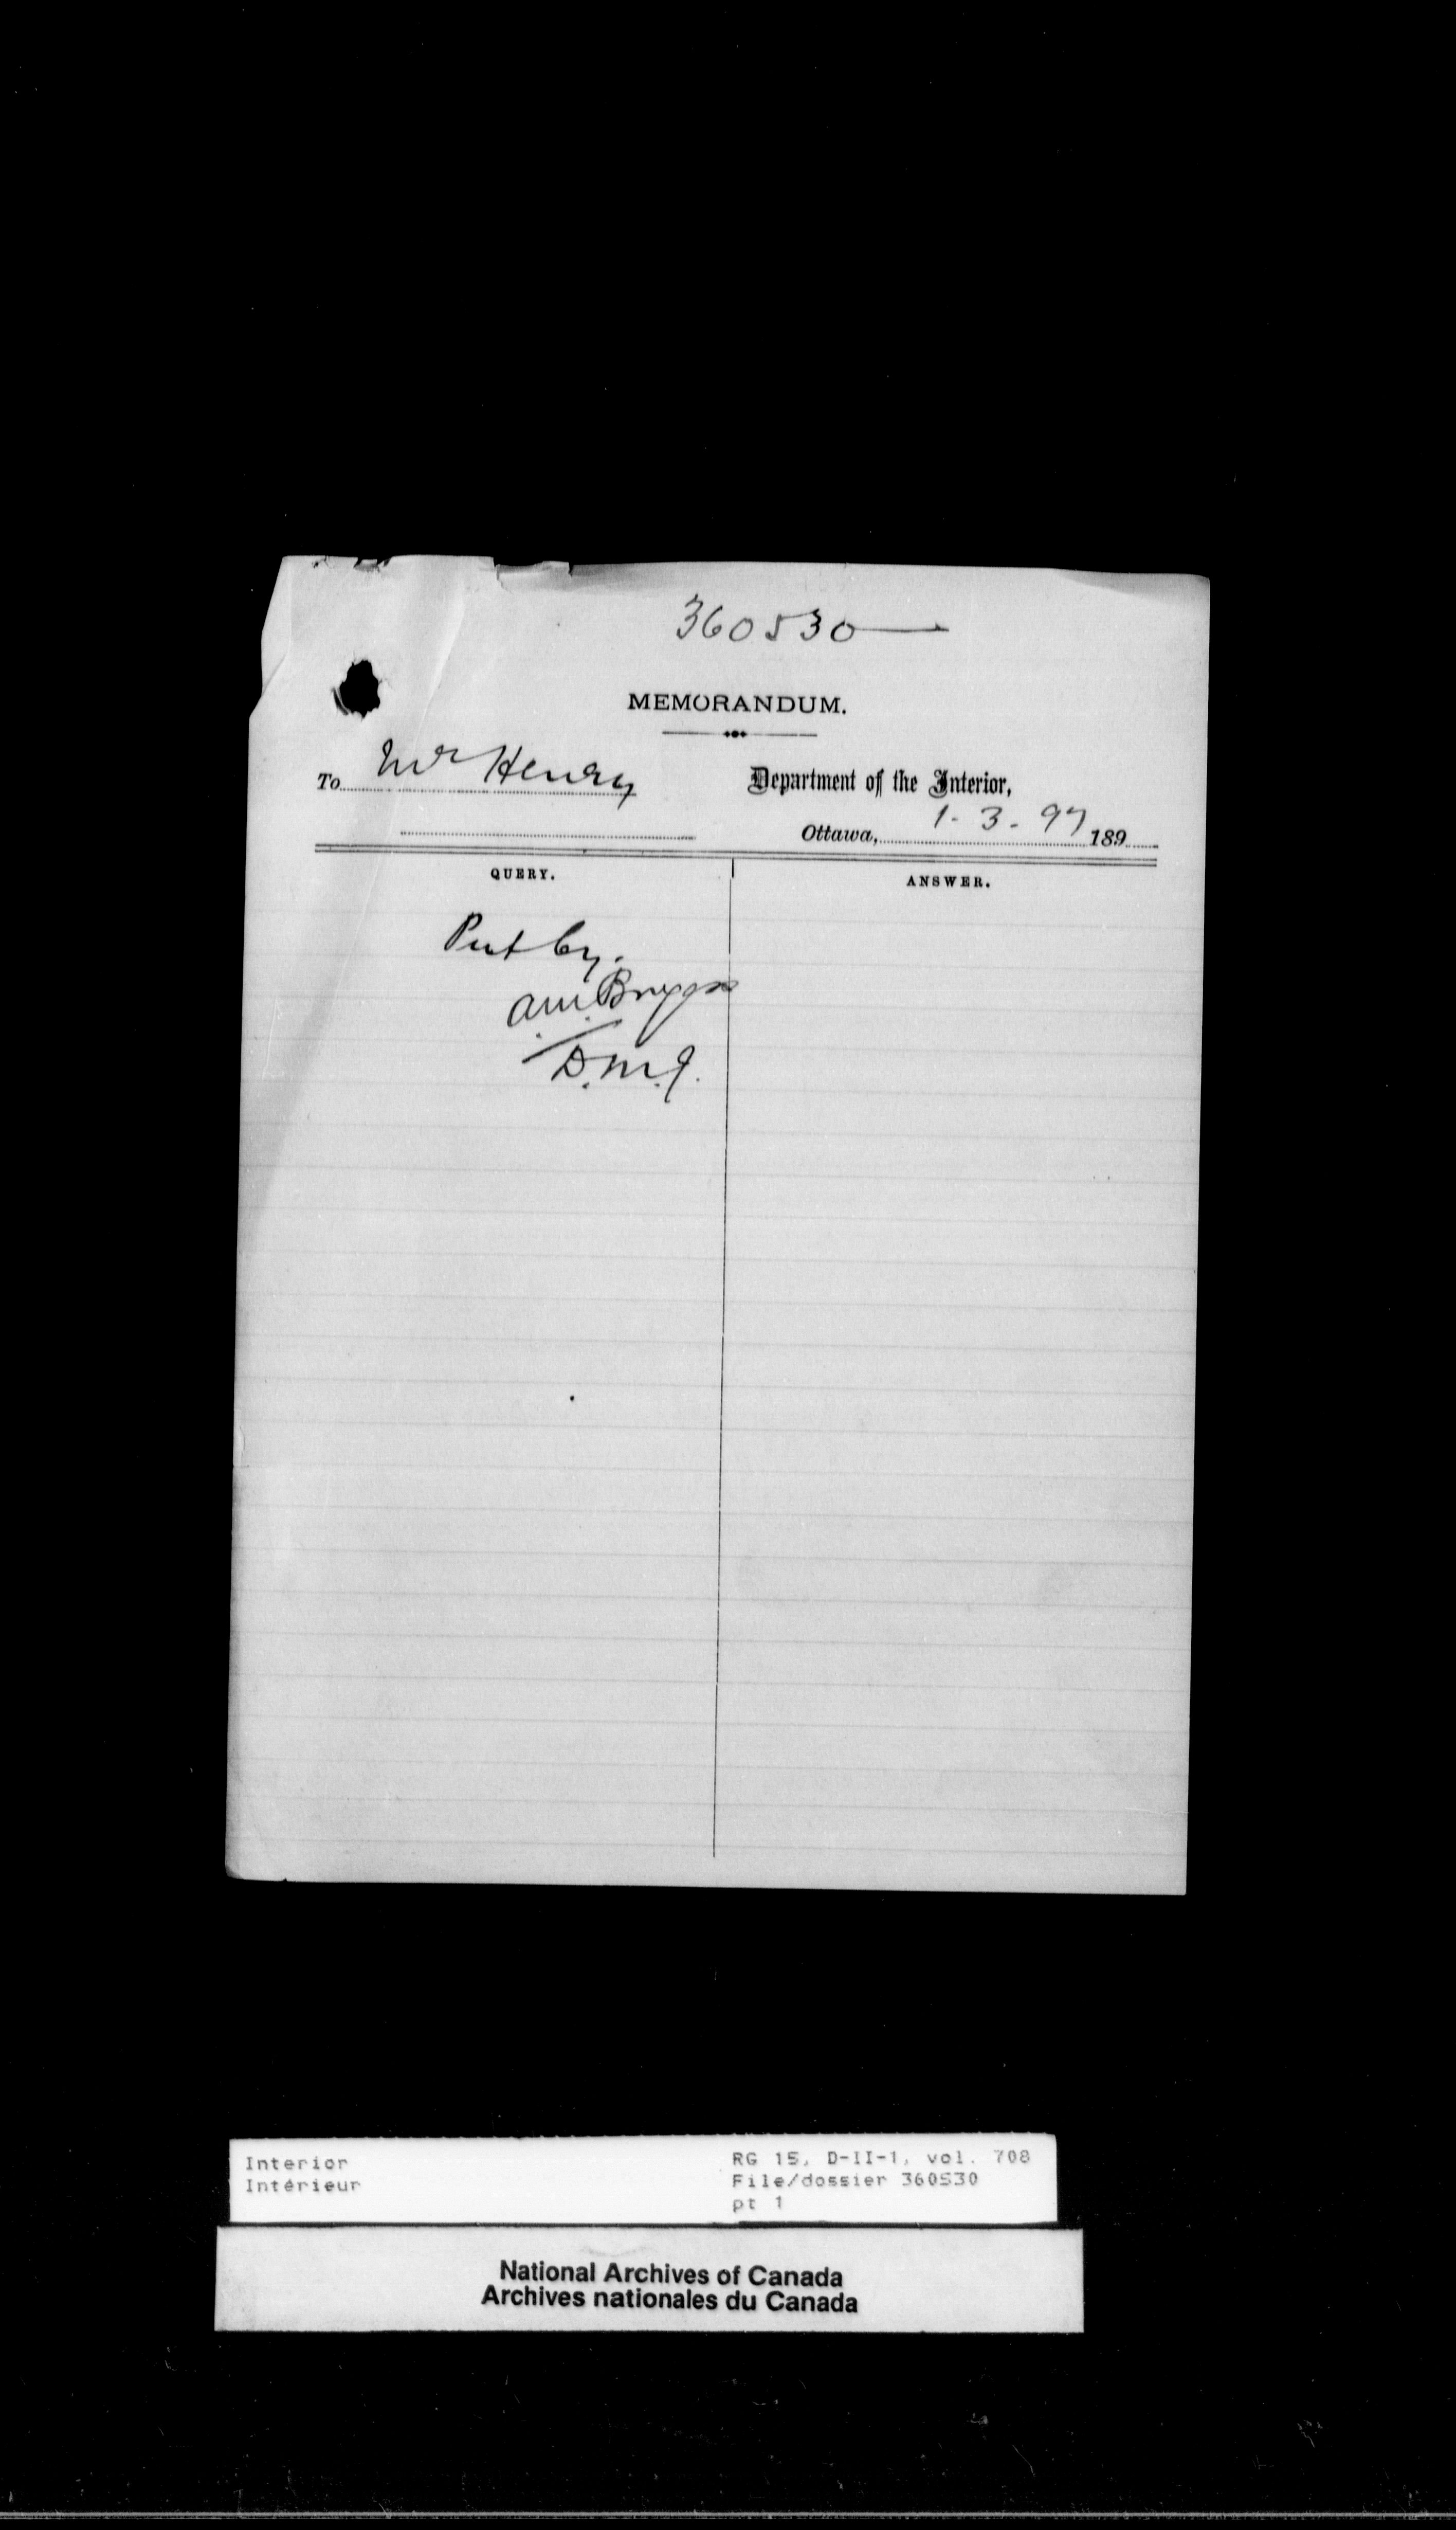 360530
MEMORANDUM.
To Mr Henry
Department of the Interior,
Ottawa, 1-3-97 189
QUERY.
ANSWER.
Put by.
Briggs
D.M.J.
Interior
Intérieur
RG 15, D-II-1, vol. 708
File/dossier 360530
pt 1
National Archives of Canada
Archives nationales du Canada